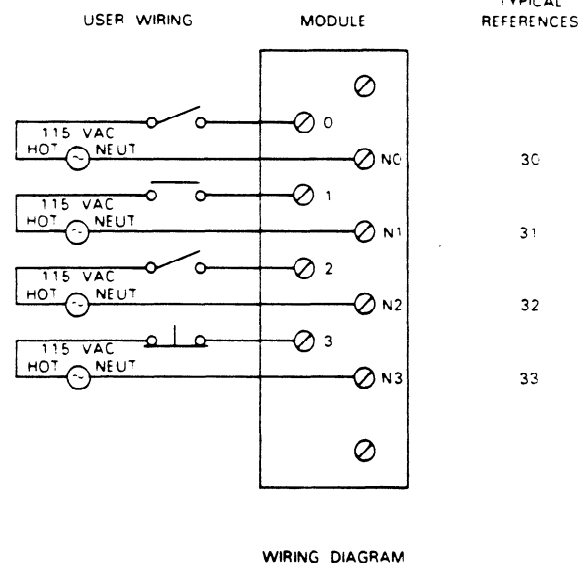 TYPICAL
USER WIRING MODULE REFERENCES
0
115 VAC
HOT NEUT N0 30
1
115 VAC
HOT NEUT N1 31
2
115 VAC
HOT NEUT N2 32
3
115 VAC
HOT NEUT N3 33
WIRING DIAGRAM